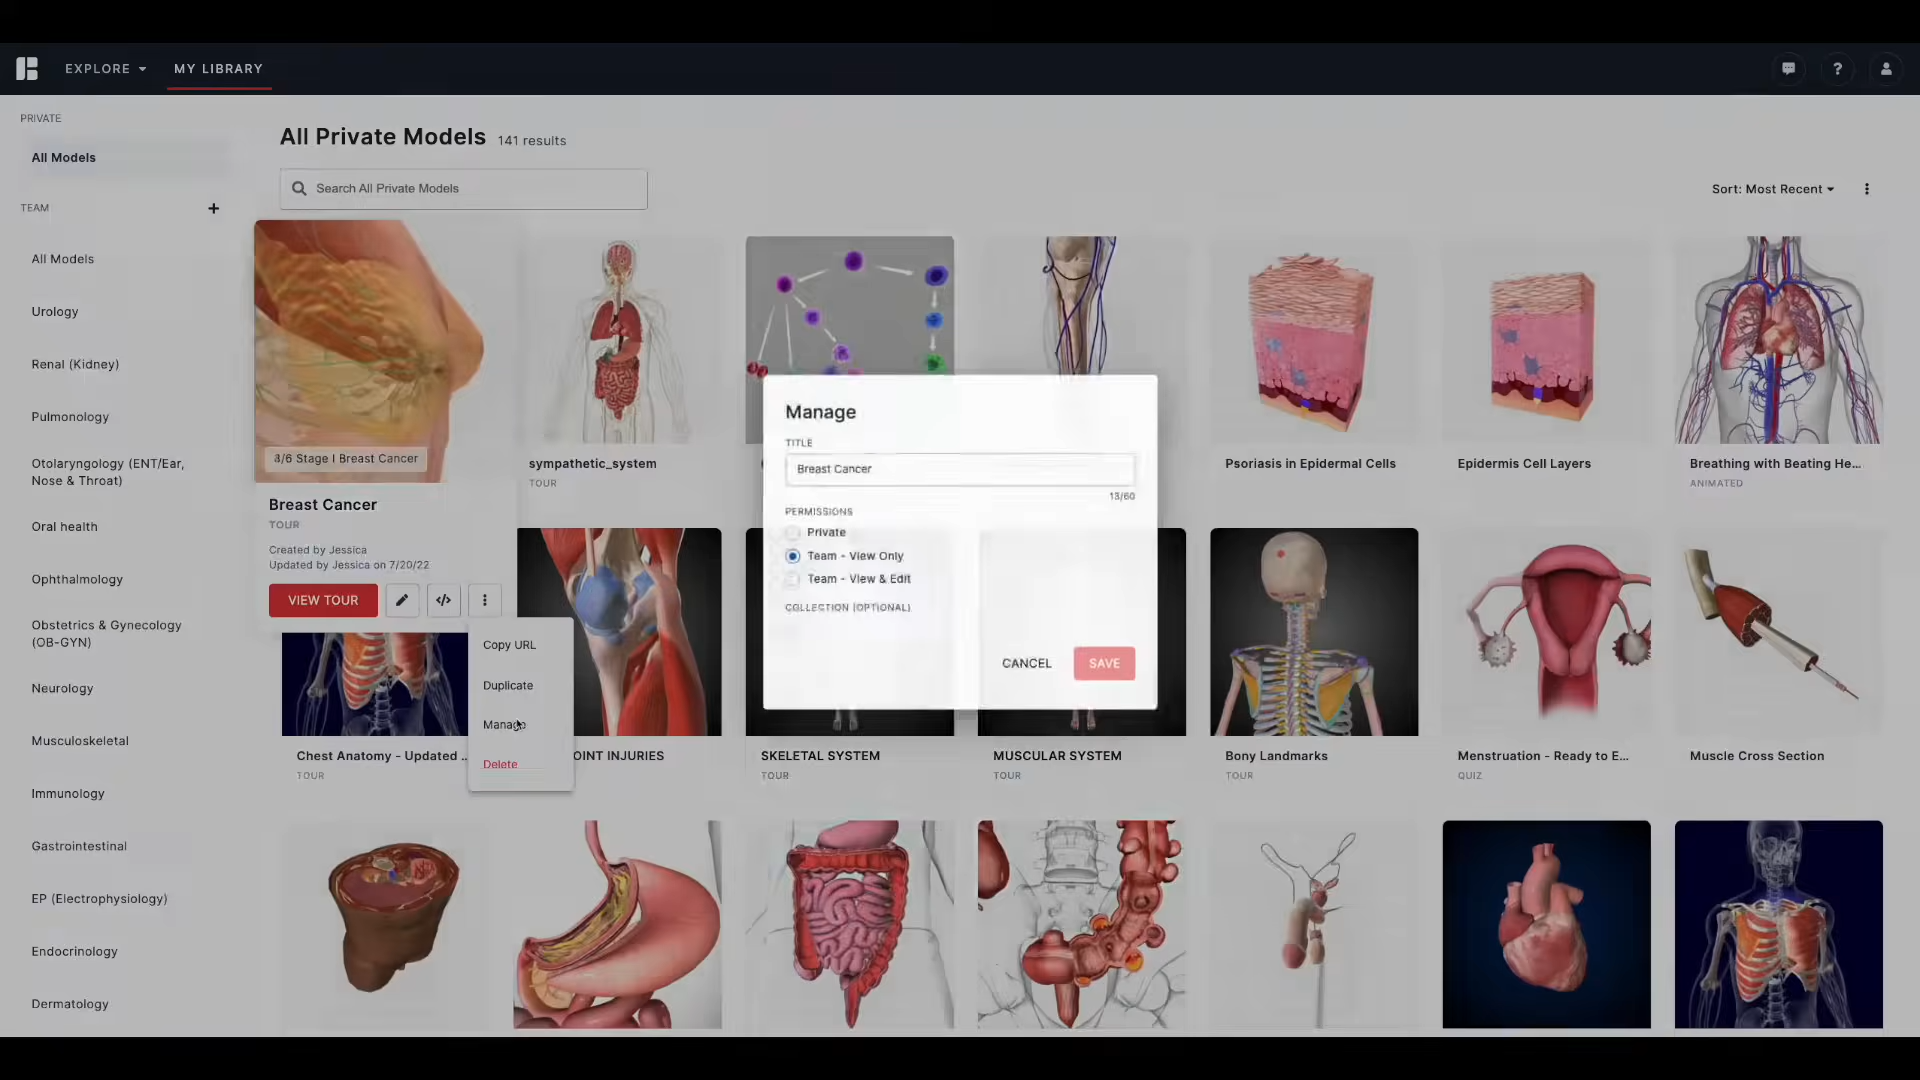 EXPLORE
MY LIBRARY
?
PRIVATE
All Models
TEAM
+
All Models
Urology
Renal (Kidney)
Pulmonology
Otolaryngology (ENT/Ear,
Nose & Throat)
Oral health
Ophthalmology
Obstetrics & Gynecology
(OB-GYN)
Neurology
Musculoskeletal
Immunology
Gastrointestinal
EP (Electrophysiology)
Endocrinology
Dermatology
All Private Models 141 results
Search All Private Models
Sort: Most Recent
3/6 Stage I Breast Cancer
Breast Cancer
TOUR
Created by Jessica
Updated by Jessica on 7/20/22
VIEW TOUR
</>
Copy URL
Duplicate
Manage
Delete
sympathetic_system
TOUR
Psoriasis in Epidermal Cells
Epidermis Cell Layers
Breathing with Beating He...
ANIMATED
Manage
TITLE
Breast Cancer
13/60
PERMISSIONS
Private
Team - View Only
Team - View & Edit
COLLECTION (OPTIONAL)
CANCEL
SAVE
Chest Anatomy - Updated ..
TOUR
OINT INJURIES
SKELETAL SYSTEM
TOUR
MUSCULAR SYSTEM
TOUR
Bony Landmarks
TOUR
Menstruation - Ready to E...
QUIZ
Muscle Cross Section